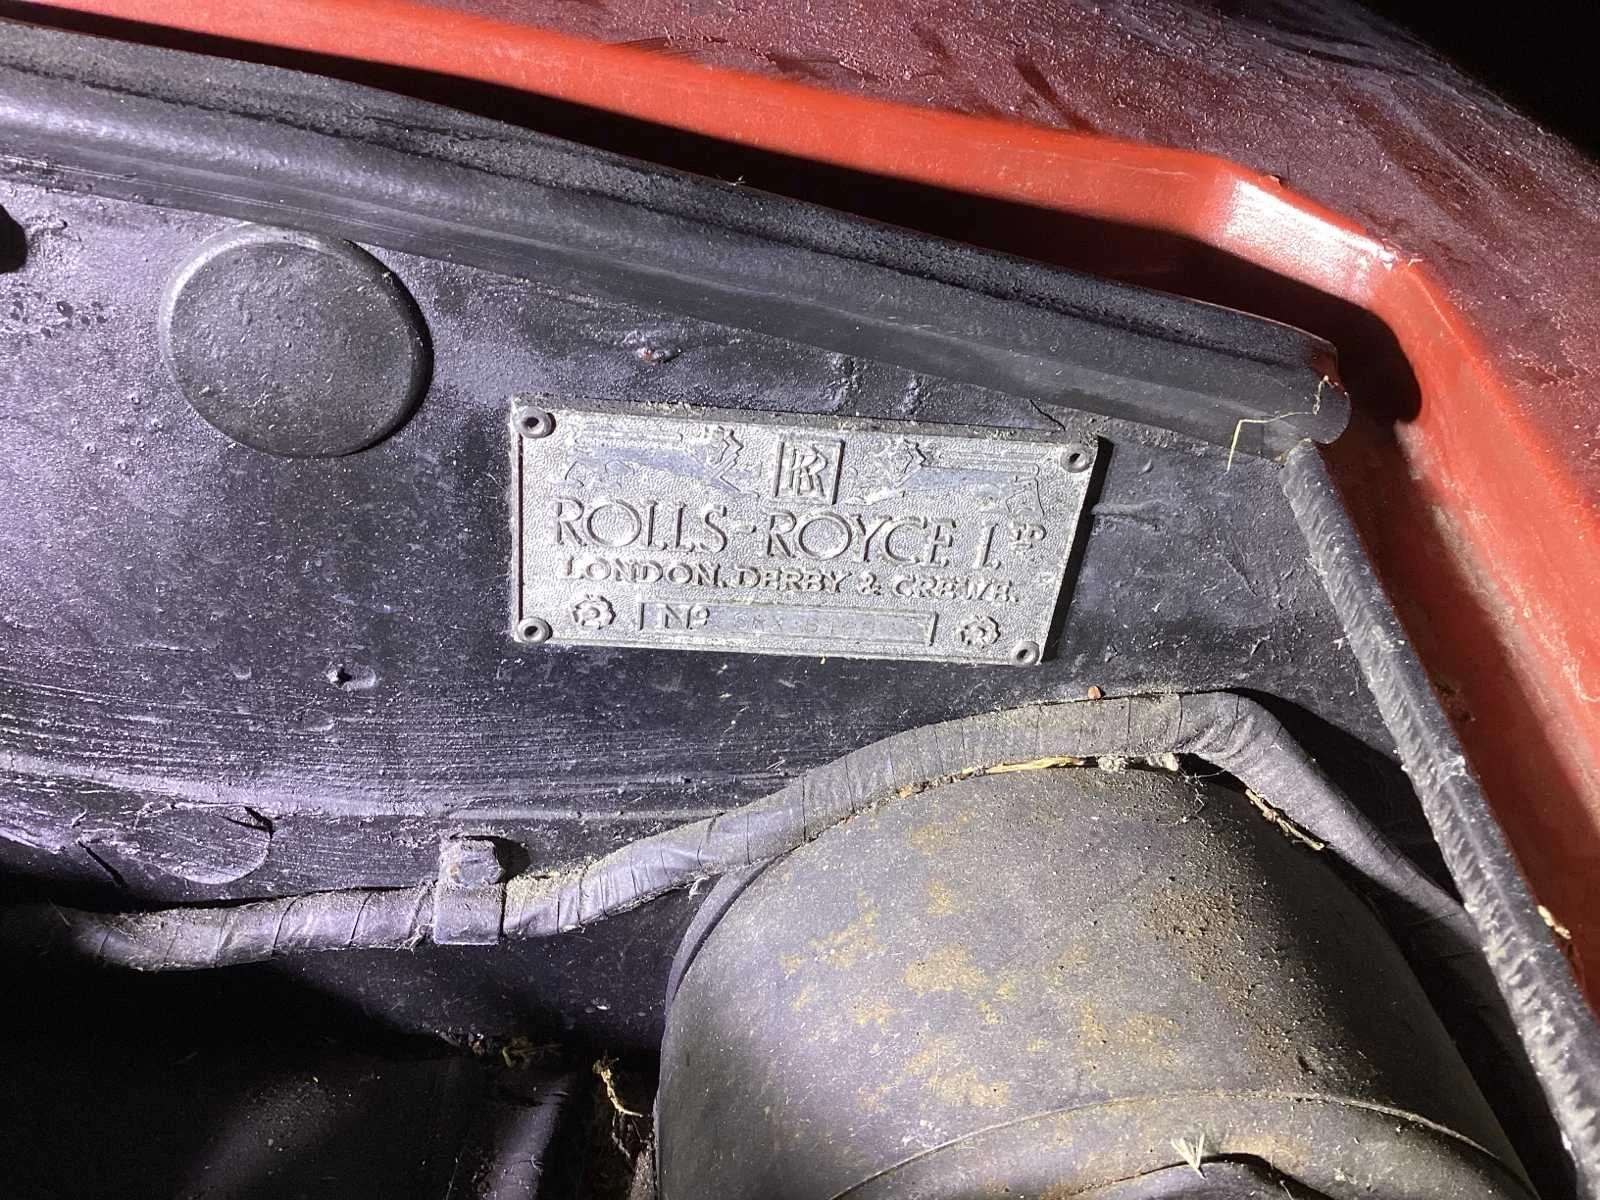 RR
ROLLS-ROYCE LTD
LONDON, DERBY & CREWE.
Nº